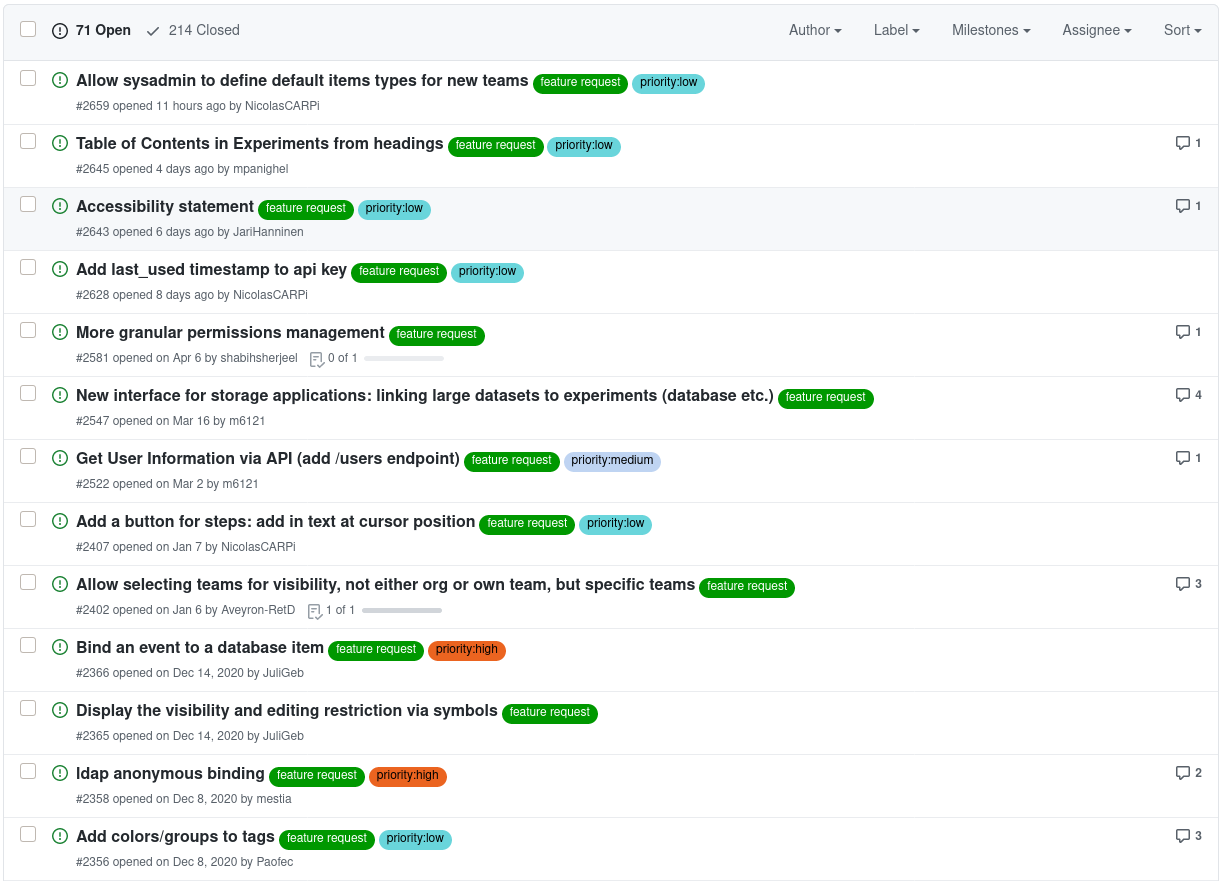 71 Open 214 Closed Author Label Milestones Assignee Sort
Allow sysadmin to define default items types for new teams feature request priority:low
#2659 opened 11 hours ago by NicolasCARPi
Table of Contents in Experiments from headings feature request priority:low 1
#2645 opened 4 days ago by mpanighel
Accessibility statement feature request priority:low 1
#2643 opened 6 days ago by JariHanninen
Add last_used timestamp to api key feature request priority:low
#2628 opened 8 days ago by NicolasCARPi
More granular permissions management feature request 1
#2581 opened on Apr 6 by shabihsherjeel 0 of 1
New interface for storage applications: linking large datasets to experiments (database etc.) feature request 4
#2547 opened on Mar 16 by m6121
Get User Information via API (add /users endpoint) feature request priority:medium 1
#2522 opened on Mar 2 by m6121
Add a button for steps: add in text at cursor position feature request priority:low
#2407 opened on Jan 7 by NicolasCARPi
Allow selecting teams for visibility, not either org or own team, but specific teams feature request 3
#2402 opened on Jan 6 by Aveyron-RetD 1 of 1
Bind an event to a database item feature request priority:high
#2366 opened on Dec 14, 2020 by JuliGeb
Display the visibility and editing restriction via symbols feature request
#2365 opened on Dec 14, 2020 by JuliGeb
ldap anonymous binding feature request priority:high 2
#2358 opened on Dec 8, 2020 by mestia
Add colors/groups to tags feature request priority:low 3
#2356 opened on Dec 8, 2020 by Paofec